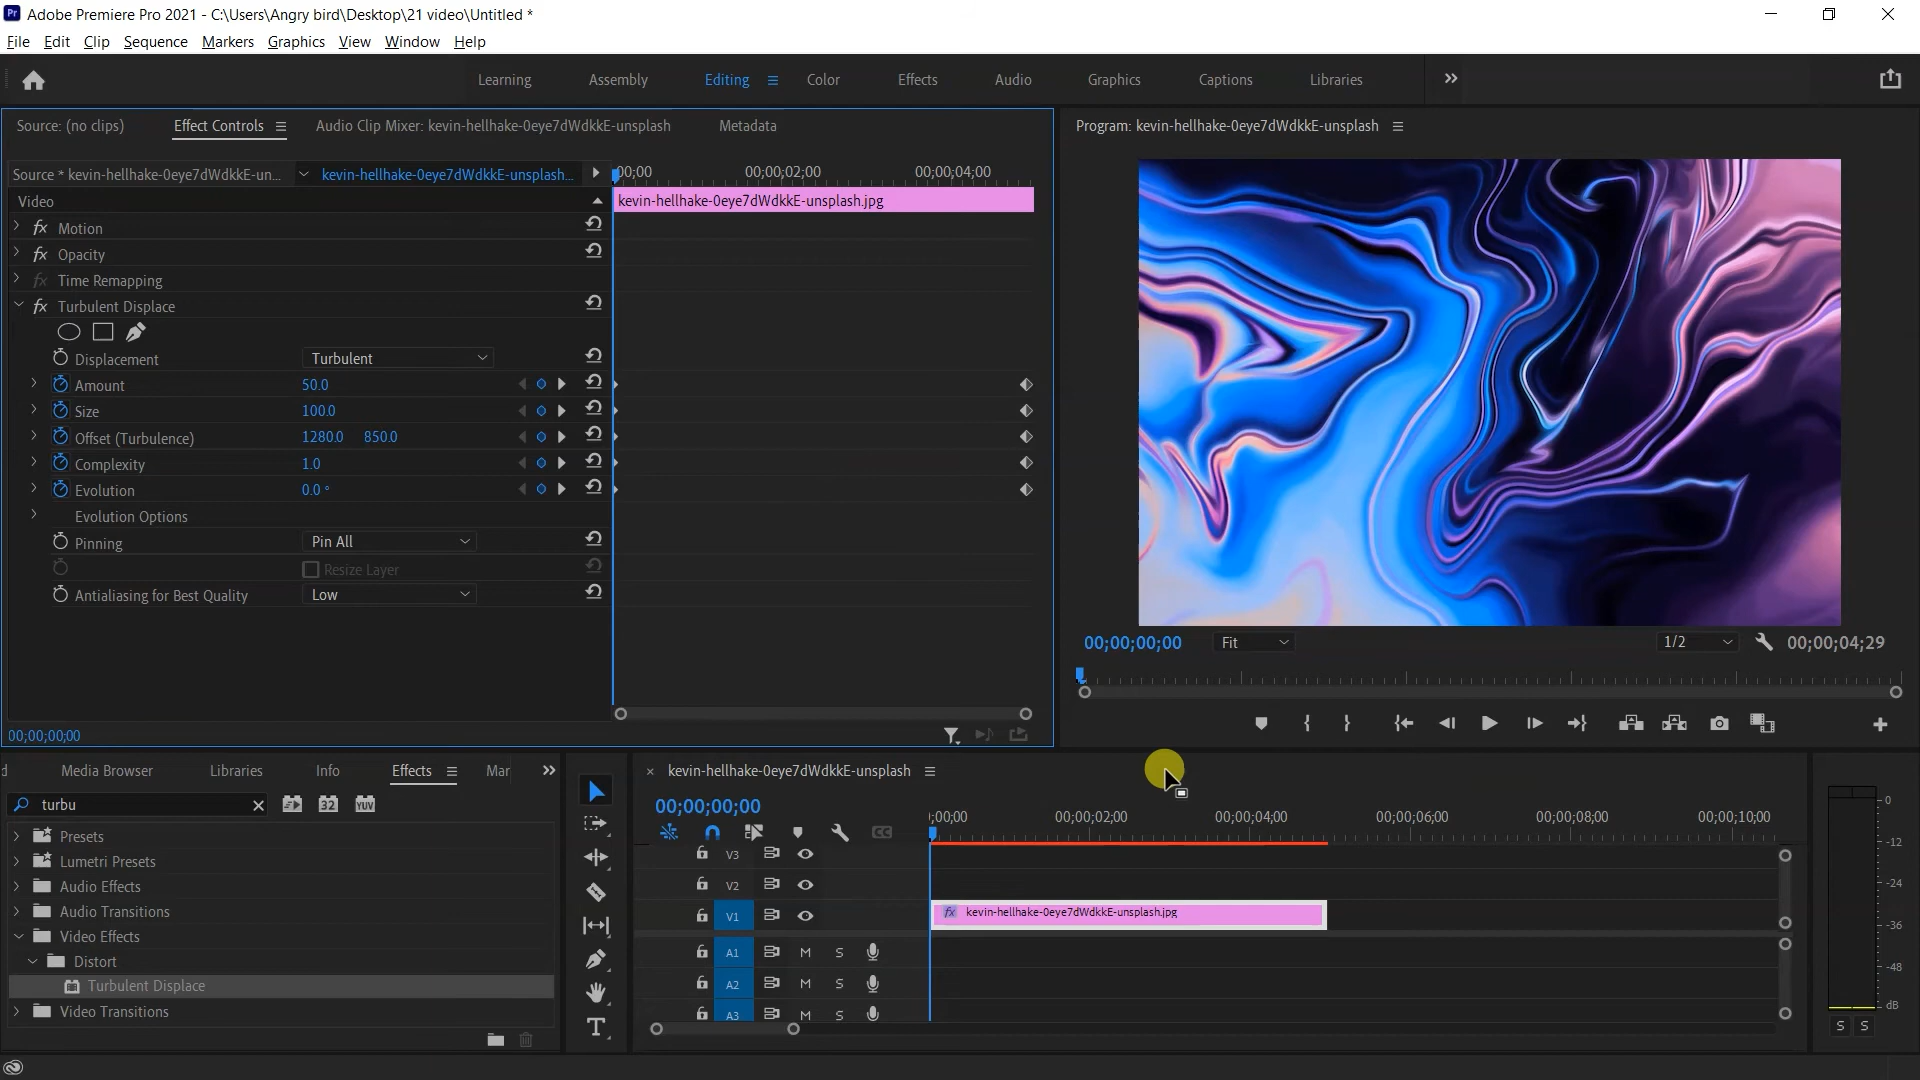 Adobe Premiere Pro 2021 - C:\Users\Angry bird\Desktop\21 video\Untitled *
File Edit Clip Sequence Markers Graphics View Window Help
Learning Assembly Editing Color Effects Audio Graphics Captions Libraries
Source: (no clips) Effect Controls Audio Clip Mixer: kevin-hellhake-0eye7dWdkkE-unsplash Metadata
Program: kevin-hellhake-0eye7dWdkkE-unsplash
Source * kevin-hellhake-0eye7dWdkkE-un... kevin-hellhake-0eye7dWdkkE-unsplash... 00;00 00;00;02;00 00;00;04;00
Video
kevin-hellhake-0eye7dWdkkE-unsplash.jpg
fx Motion
fx Opacity
fx Time Remapping
fx Turbulent Displace
Displacement Turbulent
Amount 50.0
Size 100.0
Offset (Turbulence) 1280.0 850.0
Complexity 1.0
Evolution 0.0 °
Evolution Options
Pinning Pin All
Resize Layer
Antialiasing for Best Quality Low
00;00;00;00
00;00;00;00 Fit 1/2 00;00;04;29
d Media Browser Libraries Info Effects Mar
turbu 32 YUV
Presets
Lumetri Presets
Audio Effects
Audio Transitions
Video Effects
Distort
Turbulent Displace
Video Transitions
T
× kevin-hellhake-0eye7dWdkkE-unsplash
00;00;00;00
;00;00 00;00;02;00 00;00;04;00 00;00;06;00 00;00;08;00 00;00;10;00
CC
V3
V2
V1 fx kevin-hellhake-0eye7dWdkkE-unsplash.jpg
A1 M S
A2 M S
A3 M S
0
-12
-24
-36
-48
dB
S S